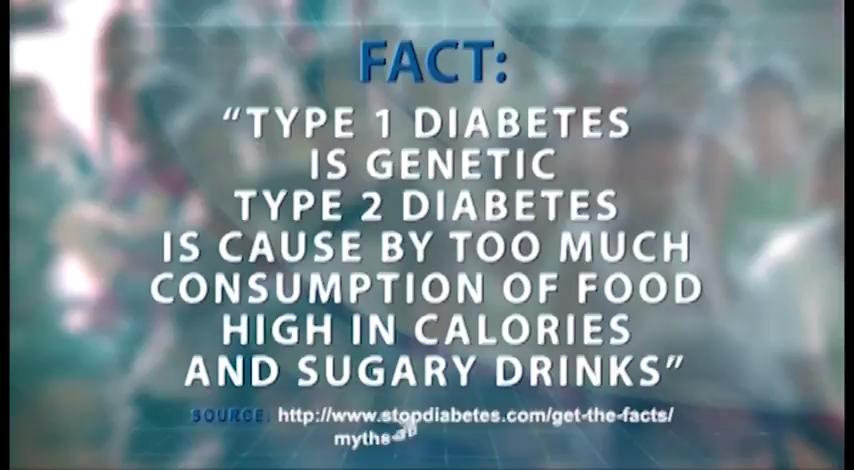 FACT:
“TYPE 1 DIABETES
IS GENETIC
TYPE 2 DIABETES
IS CAUSE BY TOO MUCH
CONSUMPTION OF FOOD
HIGH IN CALORIES
AND SUGARY DRINKS”
SOURCE: http://www.stopdiabetes.com/get-the-facts/